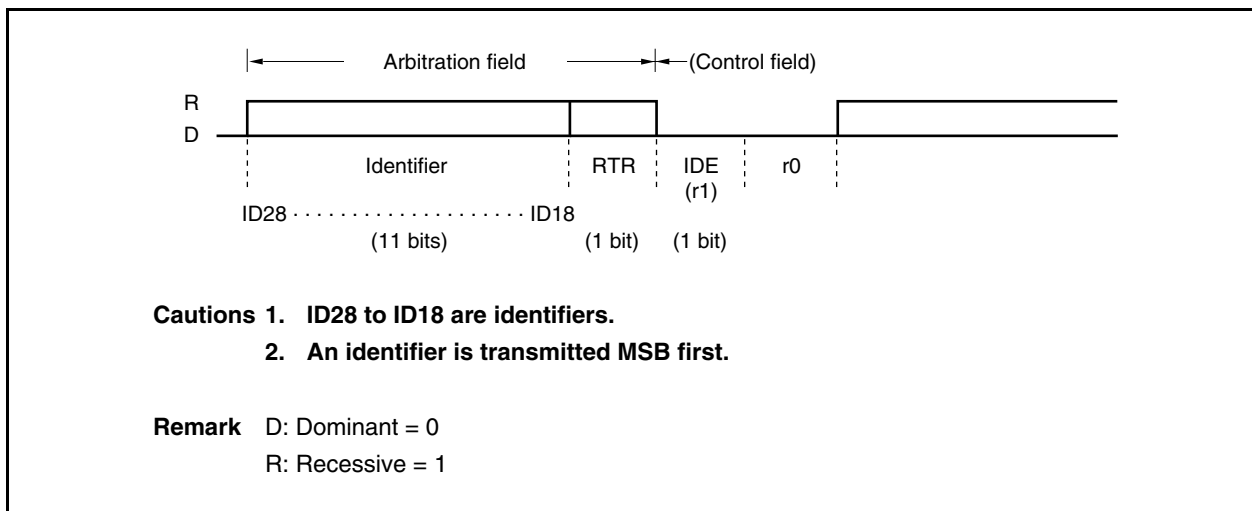 Arbitration field (Control field)
R
D
Identifier RTR IDE r0
(r1)
ID28 · · · · · · · · · · · · · · · · · · · · ID18
(11 bits) (1 bit) (1 bit)
Cautions 1. ID28 to ID18 are identifiers.
2. An identifier is transmitted MSB first.
Remark D: Dominant = 0
R: Recessive = 1